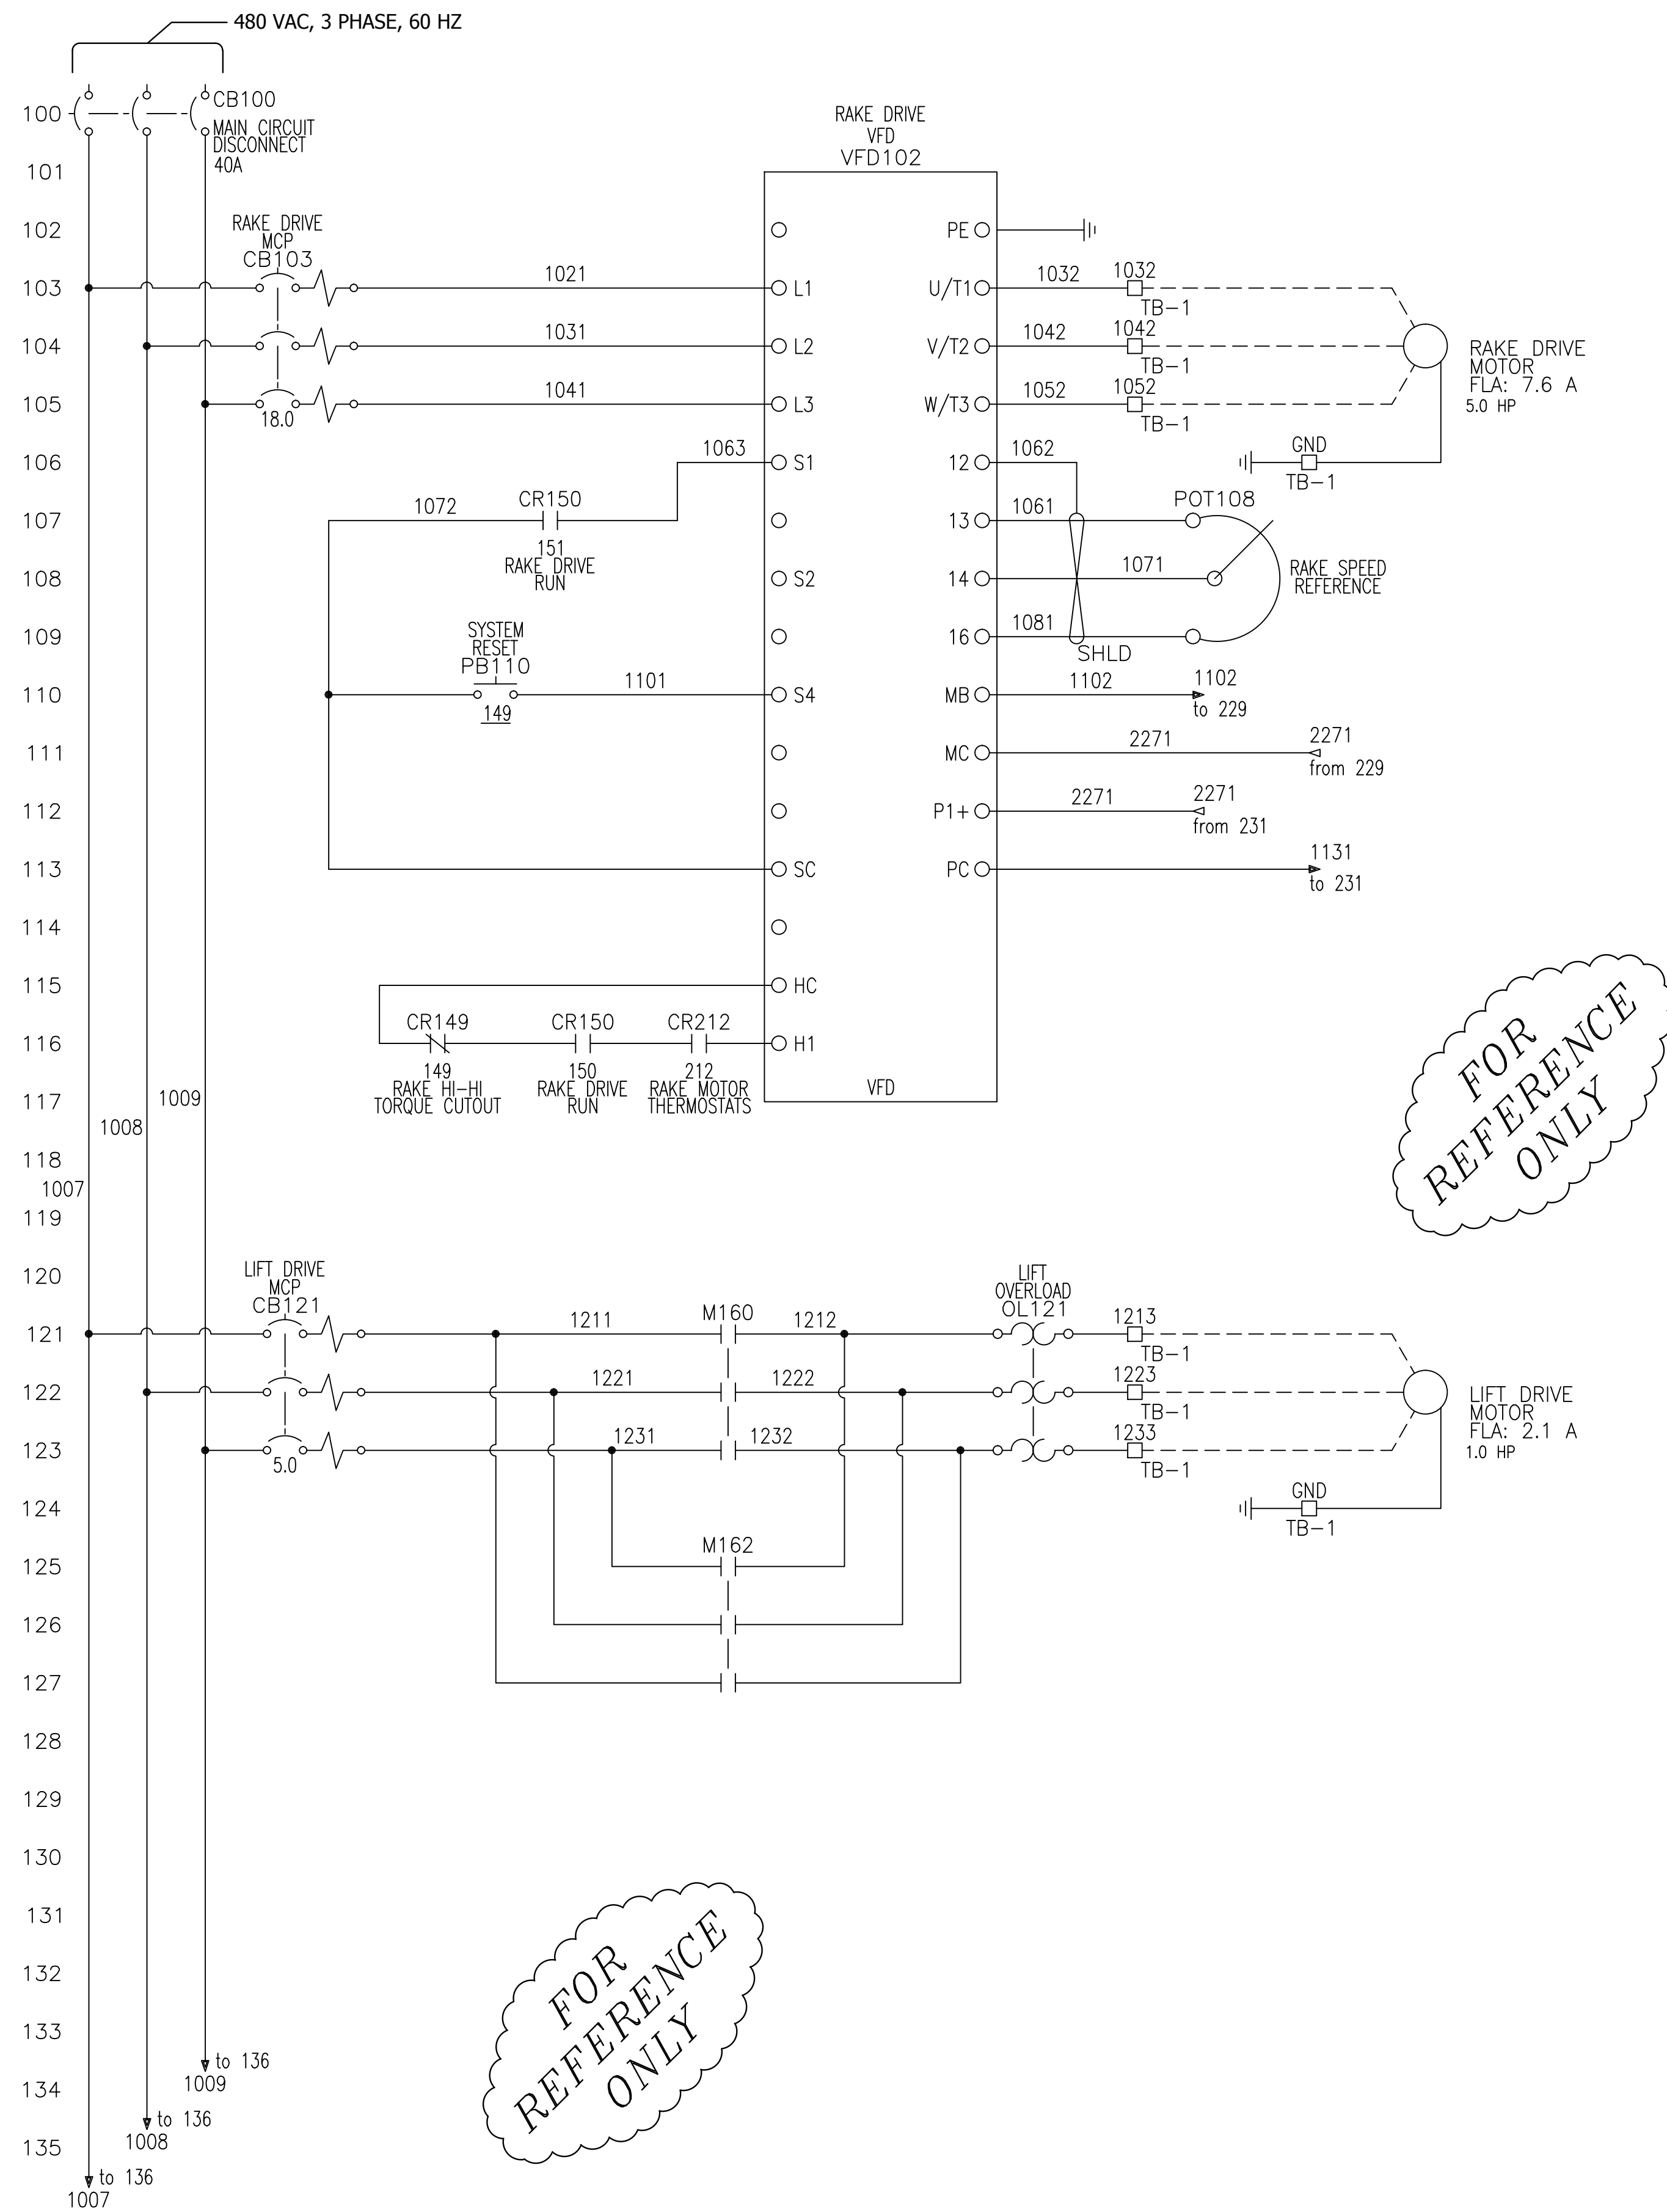 480 VAC, 3 PHASE, 60 HZ
100
CB100
MAIN CIRCUIT
DISCONNECT
40A
RAKE DRIVE
VFD
VFD102
101
102
RAKE DRIVE
MCP
CB103
PE
103
1021
L1
U/T1
1032
1032
TB-1
104
1031
L2
V/T2
1042
1042
TB-1
RAKE DRIVE
MOTOR
FLA: 7.6 A
5.0 HP
105
18.0
1041
L3
W/T3
1052
1052
TB-1
106
1063
S1
12
1062
GND
TB-1
107
1072
CR150
151
RAKE DRIVE
RUN
13
1061
POT108
108
S2
14
1071
RAKE SPEED
REFERENCE
109
SYSTEM
RESET
PB110
16
1081
SHLD
110
149
1101
S4
MB
1102
1102
to 229
111
MC
2271
2271
from 229
112
P1+
2271
2271
from 231
113
SC
PC
1131
to 231
114
115
HC
116
CR149
149
RAKE HI-HI
TORQUE CUTOUT
CR150
150
RAKE DRIVE
RUN
CR212
212
RAKE MOTOR
THERMOSTATS
H1
117
1009
VFD
FOR
REFERENCE
ONLY
1008
118
1007
119
120
LIFT DRIVE
MCP
CB121
LIFT
OVERLOAD
OL121
121
1211
M160
1212
1213
TB-1
122
1221
1222
1223
TB-1
LIFT DRIVE
MOTOR
FLA: 2.1 A
1.0 HP
123
5.0
1231
1232
1233
TB-1
124
GND
TB-1
125
M162
126
127
128
129
130
131
132
133
FOR
REFERENCE
ONLY
to 136
1009
134
to 136
1008
135
to 136
1007